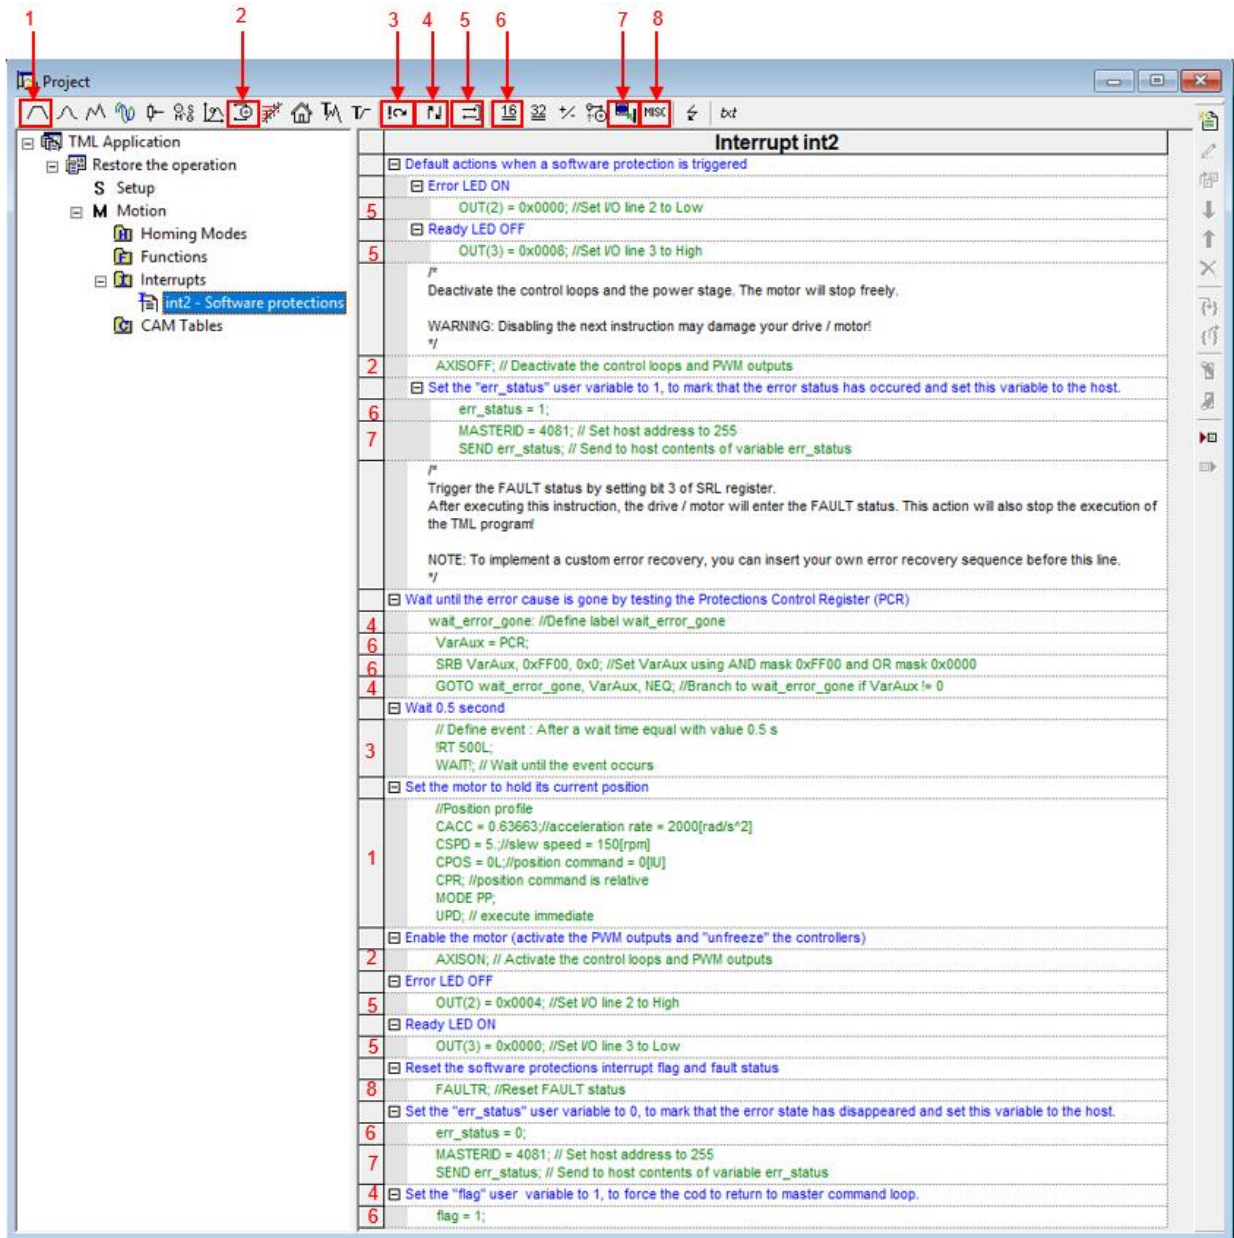 1 2 3 4 5 6 7 8
Project
16 32 +/- MISC txt
TML Application
Restore the operation
S Setup
M Motion
Homing Modes
Functions
Interrupts
int2 - Software protections
CAM Tables
Interrupt int2
Default actions when a software protection is triggered
Error LED ON
5 OUT(2) = 0x0000; //Set I/O line 2 to Low
Ready LED OFF
5 OUT(3) = 0x0008; //Set I/O line 3 to High
/*
Deactivate the control loops and the power stage. The motor will stop freely.
WARNING: Disabling the next instruction may damage your drive / motor!
*/
2 AXISOFF; // Deactivate the control loops and PWM outputs
Set the "err_status" user variable to 1, to mark that the error status has occured and set this variable to the host.
6 err_status = 1;
7 MASTERID = 4081; // Set host address to 255
SEND err_status; // Send to host contents of variable err_status
/*
Trigger the FAULT status by setting bit 3 of SRL register.
After executing this instruction, the drive / motor will enter the FAULT status. This action will also stop the execution of
the TML program!
NOTE: To implement a custom error recovery, you can insert your own error recovery sequence before this line.
*/
Wait until the error cause is gone by testing the Protections Control Register (PCR)
4 wait_error_gone: //Define label wait_error_gone
6 VarAux = PCR;
6 SRB VarAux, 0xFF00, 0x0; //Set VarAux using AND mask 0xFF00 and OR mask 0x0000
4 GOTO wait_error_gone, VarAux, NEQ; //Branch to wait_error_gone if VarAux != 0
Wait 0.5 second
// Define event : After a wait time equal with value 0.5 s
3 !RT 500L;
WAIT!; // Wait until the event occurs
Set the motor to hold its current position
//Position profile
CACC = 0.63663;//acceleration rate = 2000[rad/s^2]
CSPD = 5.;//slew speed = 150[rpm]
1 CPOS = 0L;//position command = 0[IU]
CPR; //position command is relative
MODE PP;
UPD; // execute immediate
Enable the motor (activate the PWM outputs and "unfreeze" the controllers)
2 AXISON; // Activate the control loops and PWM outputs
Error LED OFF
5 OUT(2) = 0x0004; //Set I/O line 2 to High
Ready LED ON
5 OUT(3) = 0x0000; //Set I/O line 3 to Low
Reset the software protections interrupt flag and fault status
8 FAULTR; //Reset FAULT status
Set the "err_status" user variable to 0, to mark that the error state has disappeared and set this variable to the host.
6 err_status = 0;
7 MASTERID = 4081; // Set host address to 255
SEND err_status; // Send to host contents of variable err_status
4 Set the "flag" user variable to 1, to force the cod to return to master command loop.
6 flag = 1;